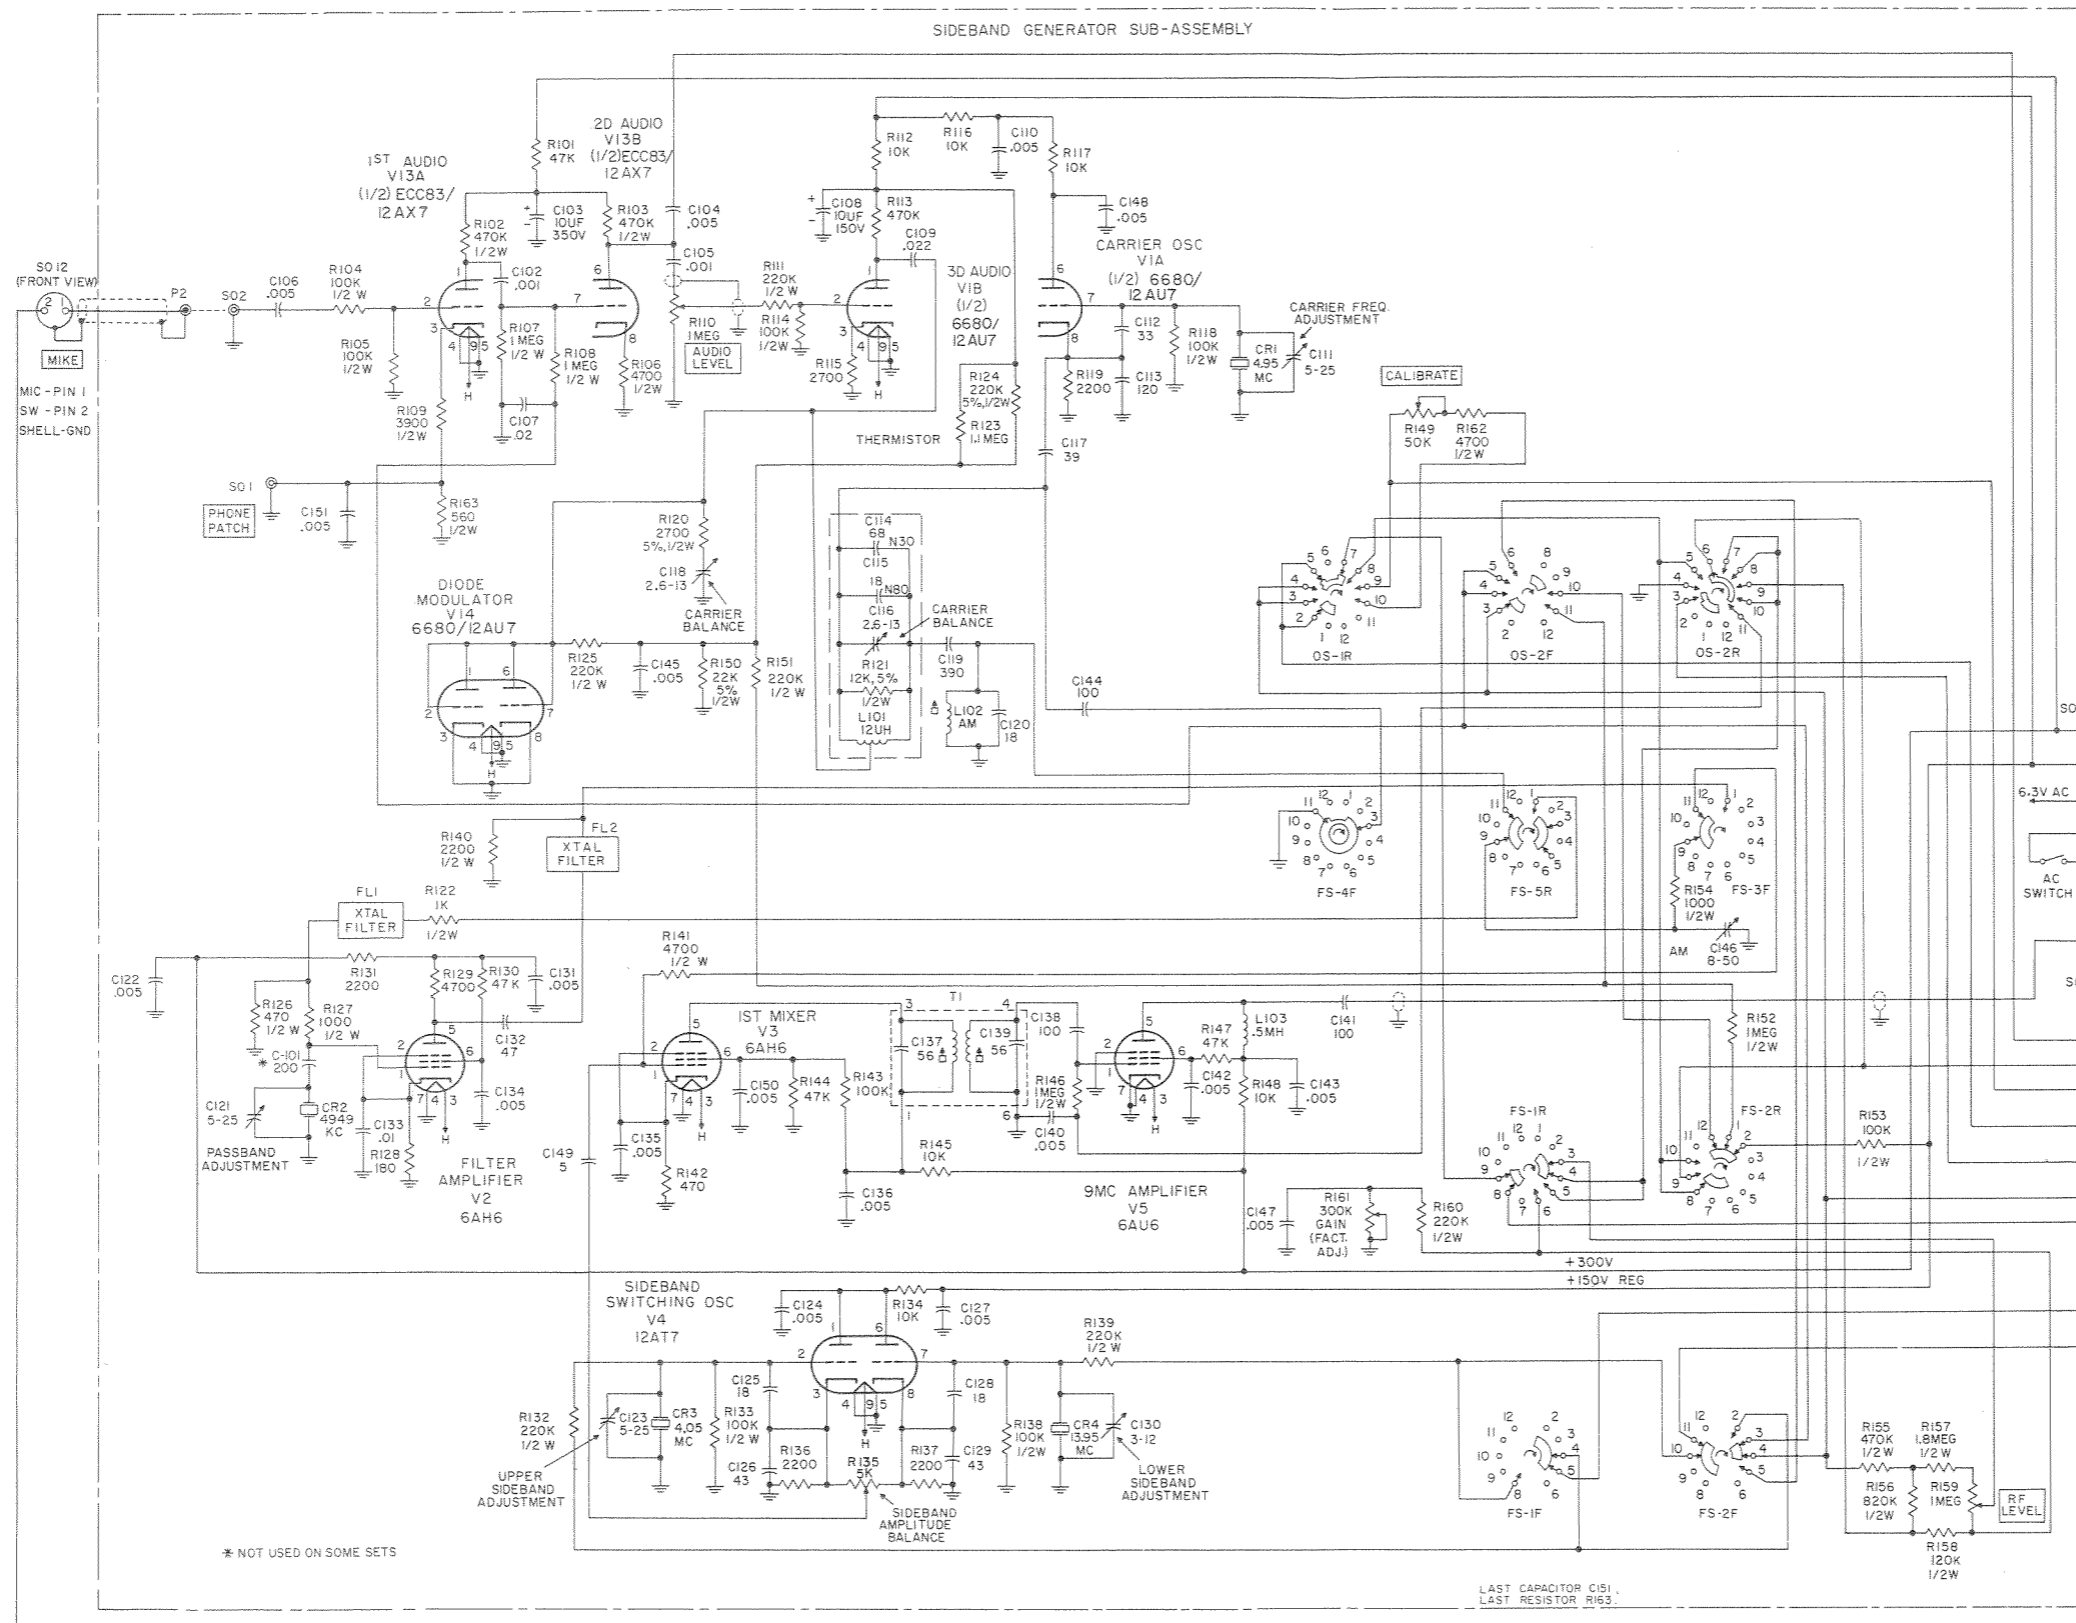 SIDEBAND GENERATOR SUB-ASSEMBLY
1ST AUDIO
V13A
(1/2) ECC83/
12AX7
2D AUDIO
V13B
(1/2)ECC83/
12AX7
R101
47K
R102
470K
1/2W
C103
10UF
350V
R103
470K
1/2W
C104
.005
C105
.001
C102
.001
SO12
(FRONT VIEW)
2 1
MIKE
MIC-PIN 1
SW -PIN 2
SHELL-GND
P2
SO2
C106
.005
R104
100K
1/2 W
R105
100K
1/2W
R107
1 MEG
1/2 W
R108
1 MEG
1/2 W
R106
4700
1/2W
C107
.02
R109
3900
1/2W
R110
1 MEG
AUDIO
LEVEL
R111
220K
1/2 W
R114
100K
1/2W
R115
2700
R112
10K
R113
470K
C108
10UF
150V
C109
.022
R116
10K
C110
.005
R117
10K
C148
.005
3D AUDIO
V1B
(1/2)
6680/
12AU7
CARRIER OSC
V1A
(1/2) 6680/
12AU7
C112
33
R118
100K
1/2W
CARRIER FREQ.
ADJUSTMENT
CR1
4.95
MC
C111
5-25
R119
2200
C113
120
R124
220K
5%,1/2W
R123
1.1 MEG
THERMISTOR
C117
39
CALIBRATE
R149
50K
R162
4700
1/2W
SO1
PHONE
PATCH
C151
.005
R163
560
1/2W
R120
2700
5%,1/2W
C118
2.6-13
CARRIER
BALANCE
C114
68
N30
C115
18
N80
C116
2.6-13
CARRIER
BALANCE
R121
12K,5%
1/2W
L101
12UH
C119
390
L102
AM
C120
18
DIODE
MODULATOR
V14
6680/12AU7
R125
220K
1/2 W
C145
.005
R150
22K
5%
1/2W
R151
220K
1/2 W
C144
100
OS-1R
OS-2F
OS-2R
SO
6.3V AC
AC
SWITCH
FS-4F
FS-5R
FS-3F
R154
1000
1/2W
AM
C146
8-50
R140
2200
1/2 W
FL2
XTAL
FILTER
FL1
XTAL
FILTER
R122
1K
1/2W
C122
.005
R131
2200
R129
4700
R130
47K
C131
.005
R126
470
1/2 W
R127
1000
1/2 W
* C-101
200
C132
47
C134
.005
C121
5-25
PASSBAND
ADJUSTMENT
CR2
4949
KC
C133
.01
R128
180
FILTER
AMPLIFIER
V2
6AH6
R141
4700
1/2 W
1ST MIXER
V3
6AH6
C149
5
C135
.005
R142
470
C150
.005
R144
47K
R143
100K
C136
.005
R145
10K
T1
C137
56
C139
56
C138
100
R146
1MEG
1/2W
C140
.005
9MC AMPLIFIER
V5
6AU6
R147
47K
L103
.5MH
C141
100
C142
.005
R148
10K
C143
.005
R152
1MEG
1/2W
FS-1R
FS-2R
R153
100K
1/2W
C147
.005
R161
300K
GAIN
(FACT.
ADJ.)
R160
220K
1/2W
+300V
+150V REG
SIDEBAND
SWITCHING OSC
V4
12AT7
C124
.005
R134
10K
C127
.005
R139
220K
1/2 W
R132
220K
1/2 W
C123
5-25
UPPER
SIDEBAND
ADJUSTMENT
CR3
4.05
MC
R133
100K
1/2 W
C125
18
C126
43
R136
2200
R135
5K
R137
2200
SIDEBAND
AMPLITUDE
BALANCE
C128
18
C129
43
R138
100K
1/2W
CR4
13.95
MC
C130
3-12
LOWER
SIDEBAND
ADJUSTMENT
FS-1F
FS-2F
R155
470K
1/2 W
R157
1.8MEG
1/2 W
R156
820K
1/2W
R159
1MEG
RF
LEVEL
R158
120K
1/2W
* NOT USED ON SOME SETS
LAST CAPACITOR C151.
LAST RESISTOR R163.